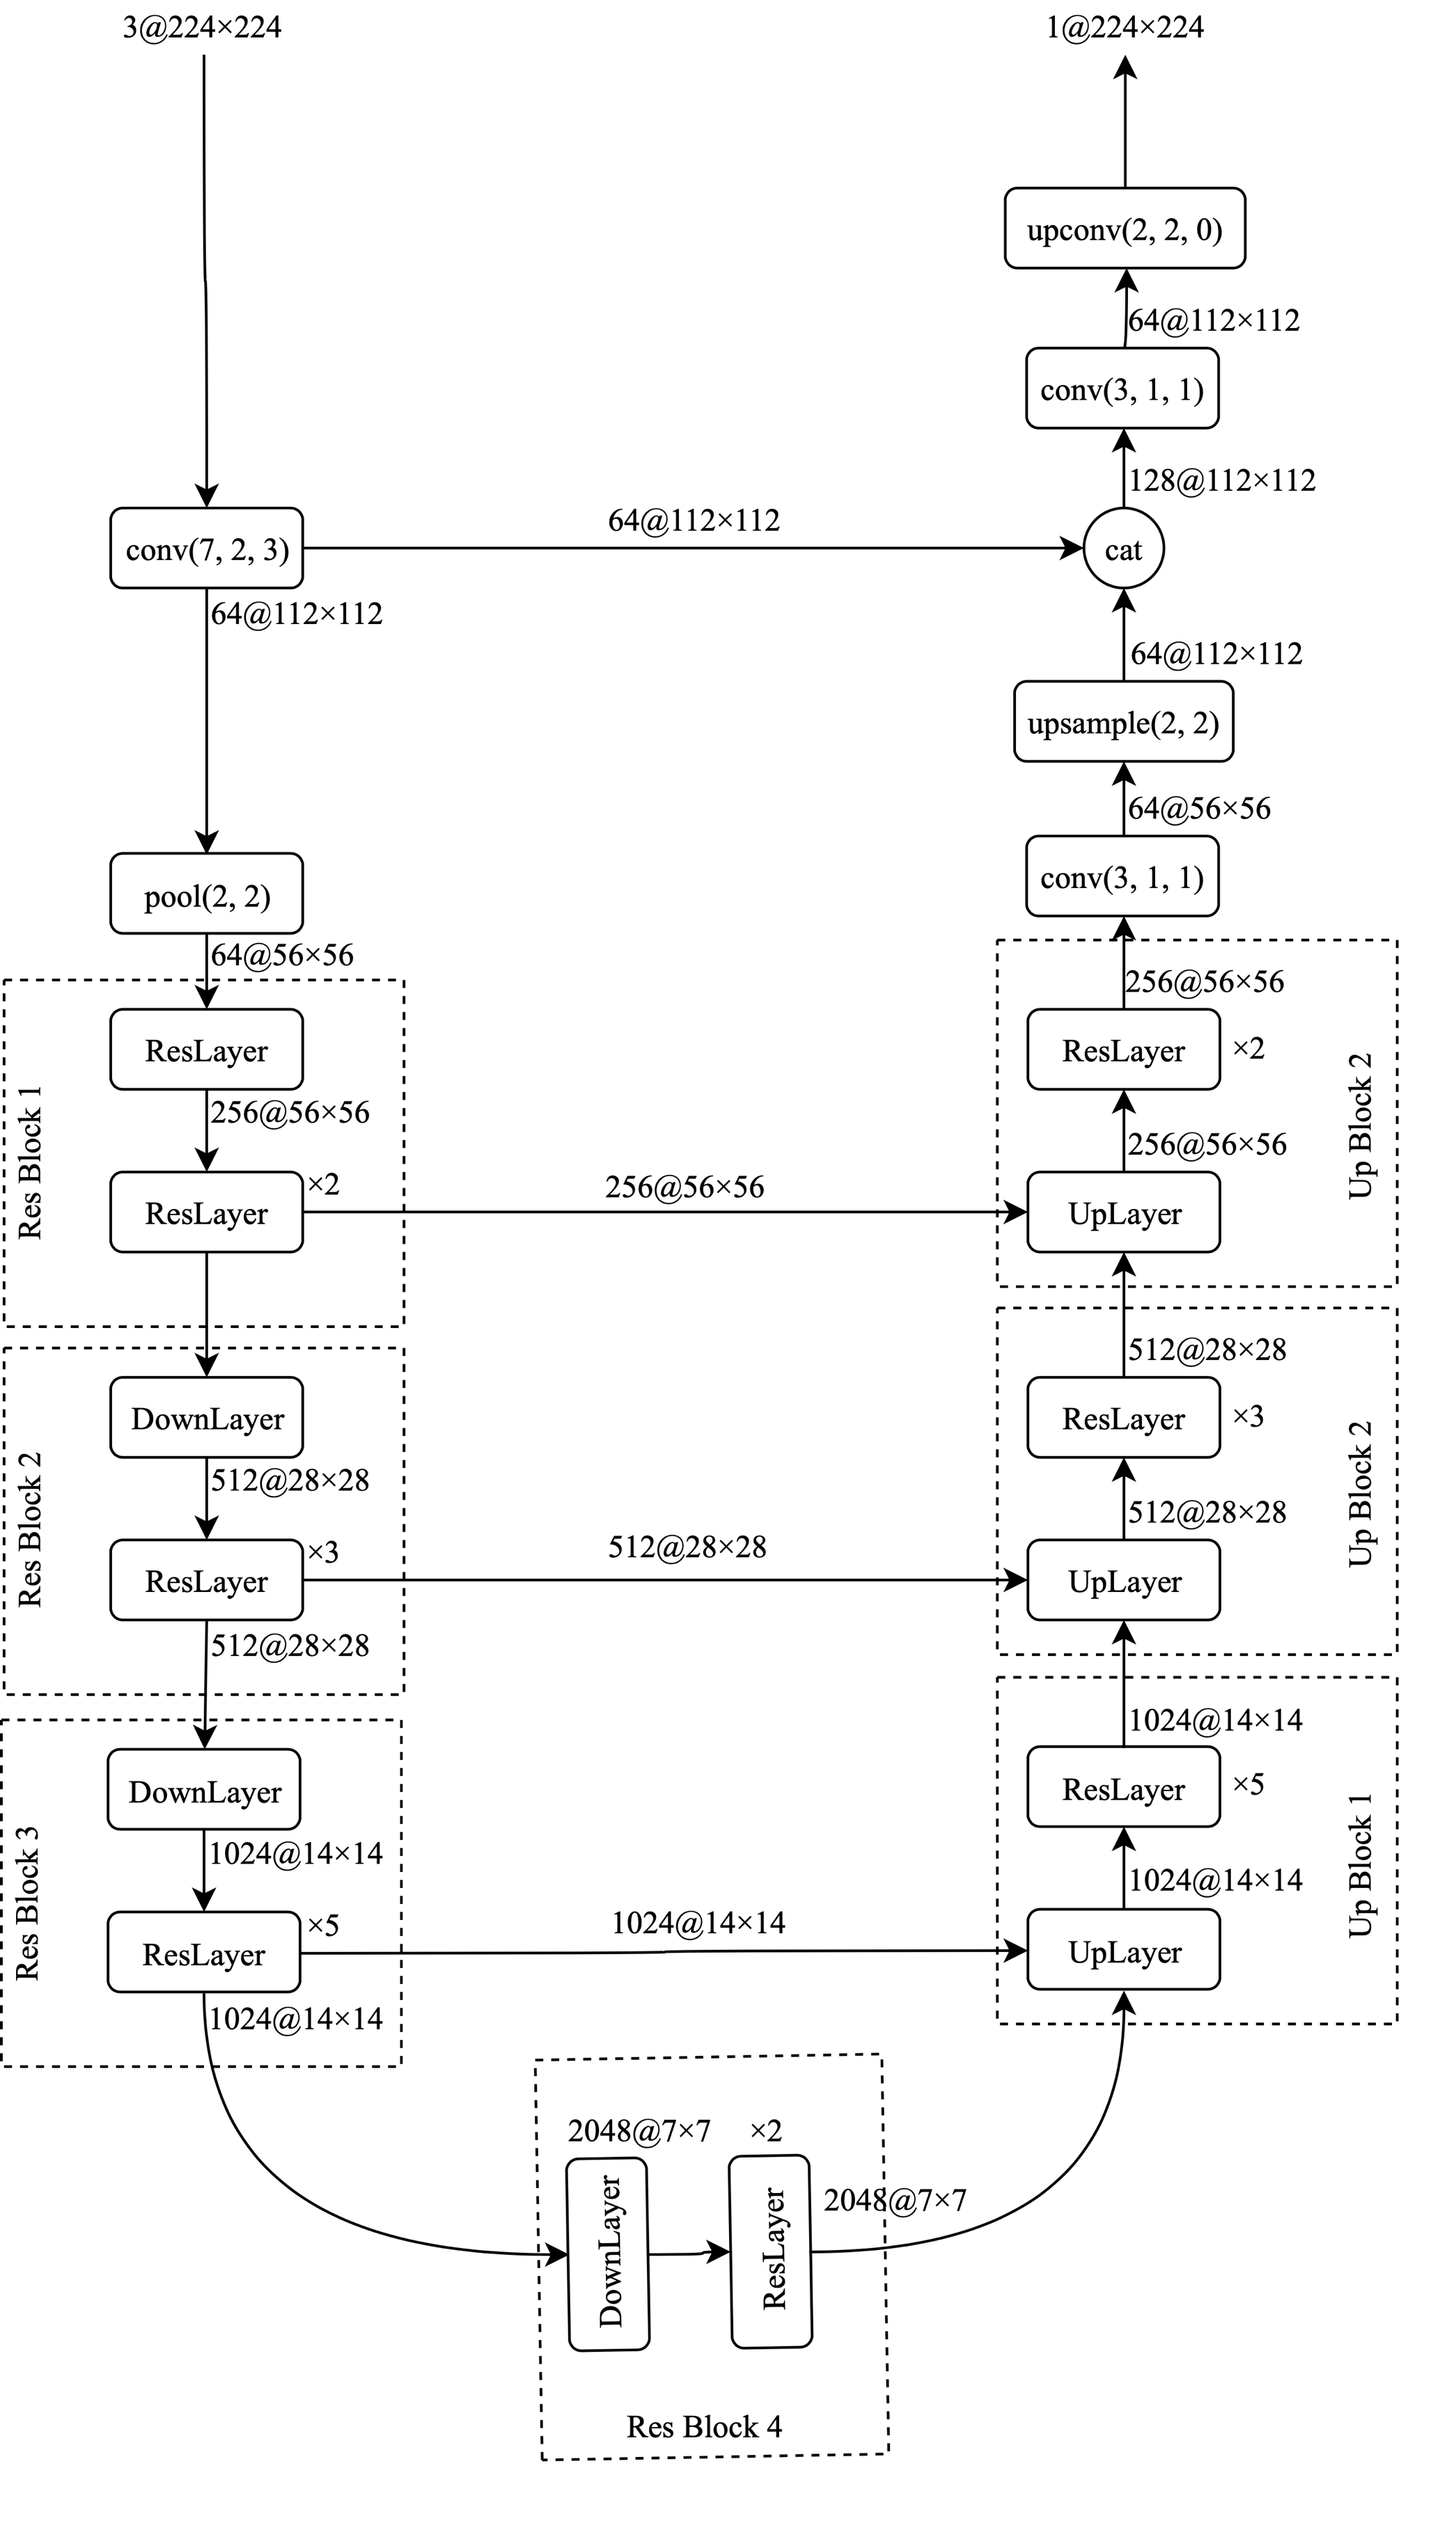 3@224×224
1@224×224
upconv(2, 2, 0)
64@112×112
conv(3, 1, 1)
128@112×112
conv(7, 2, 3)
64@112×112
cat
64@112×112
64@112×112
upsample(2, 2)
64@56×56
pool(2, 2)
conv(3, 1, 1)
64@56×56
256@56×56
Res Block 1
ResLayer
256@56×56
ResLayer
×2
256@56×56
ResLayer
×2
256@56×56
UpLayer
Up Block 2
Res Block 2
DownLayer
512@28×28
ResLayer
×3
512@28×28
512@28×28
512@28×28
ResLayer
×3
512@28×28
UpLayer
Up Block 2
Res Block 3
DownLayer
1024@14×14
ResLayer
×5
1024@14×14
1024@14×14
1024@14×14
ResLayer
×5
1024@14×14
UpLayer
Up Block 1
2048@7×7
×2
DownLayer
ResLayer
2048@7×7
Res Block 4